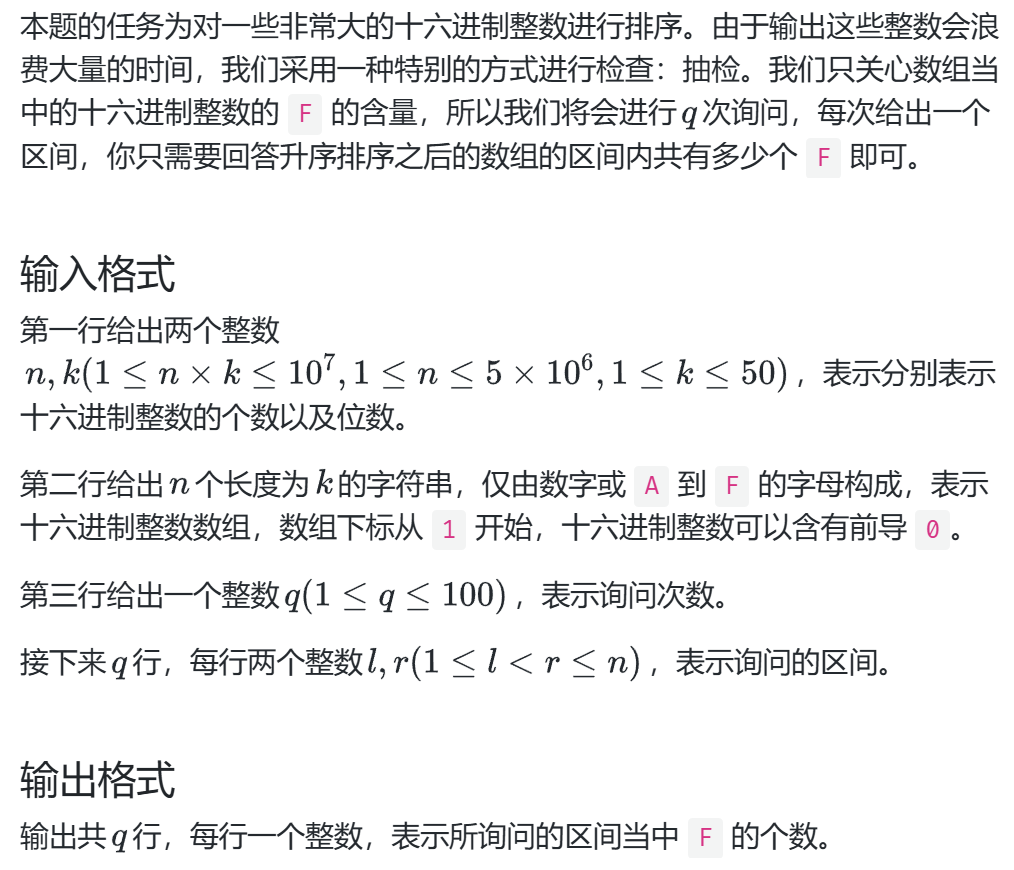 本题的任务为对一些非常大的十六进制整数进行排序。由于输出这些整数会浪
费大量的时间，我们采用一种特别的方式进行检查：抽检。我们只关心数组当
中的十六进制整数的 F 的含量，所以我们将会进行 q 次询问，每次给出一个
区间，你只需要回答升序排序之后的数组的区间内共有多少个 F 即可。
输入格式
第一行给出两个整数
n, k(1 ≤ n × k ≤ 10^7, 1 ≤ n ≤ 5 × 10^6, 1 ≤ k ≤ 50)，表示分别表示
十六进制整数的个数以及位数。
第二行给出 n 个长度为 k 的字符串，仅由数字或 A 到 F 的字母构成，表示
十六进制整数数组，数组下标从 1 开始，十六进制整数可以含有前导 0 。
第三行给出一个整数 q(1 ≤ q ≤ 100)，表示询问次数。
接下来 q 行，每行两个整数 l, r(1 ≤ l < r ≤ n)，表示询问的区间。
输出格式
输出共 q 行，每行一个整数，表示所询问的区间当中 F 的个数。